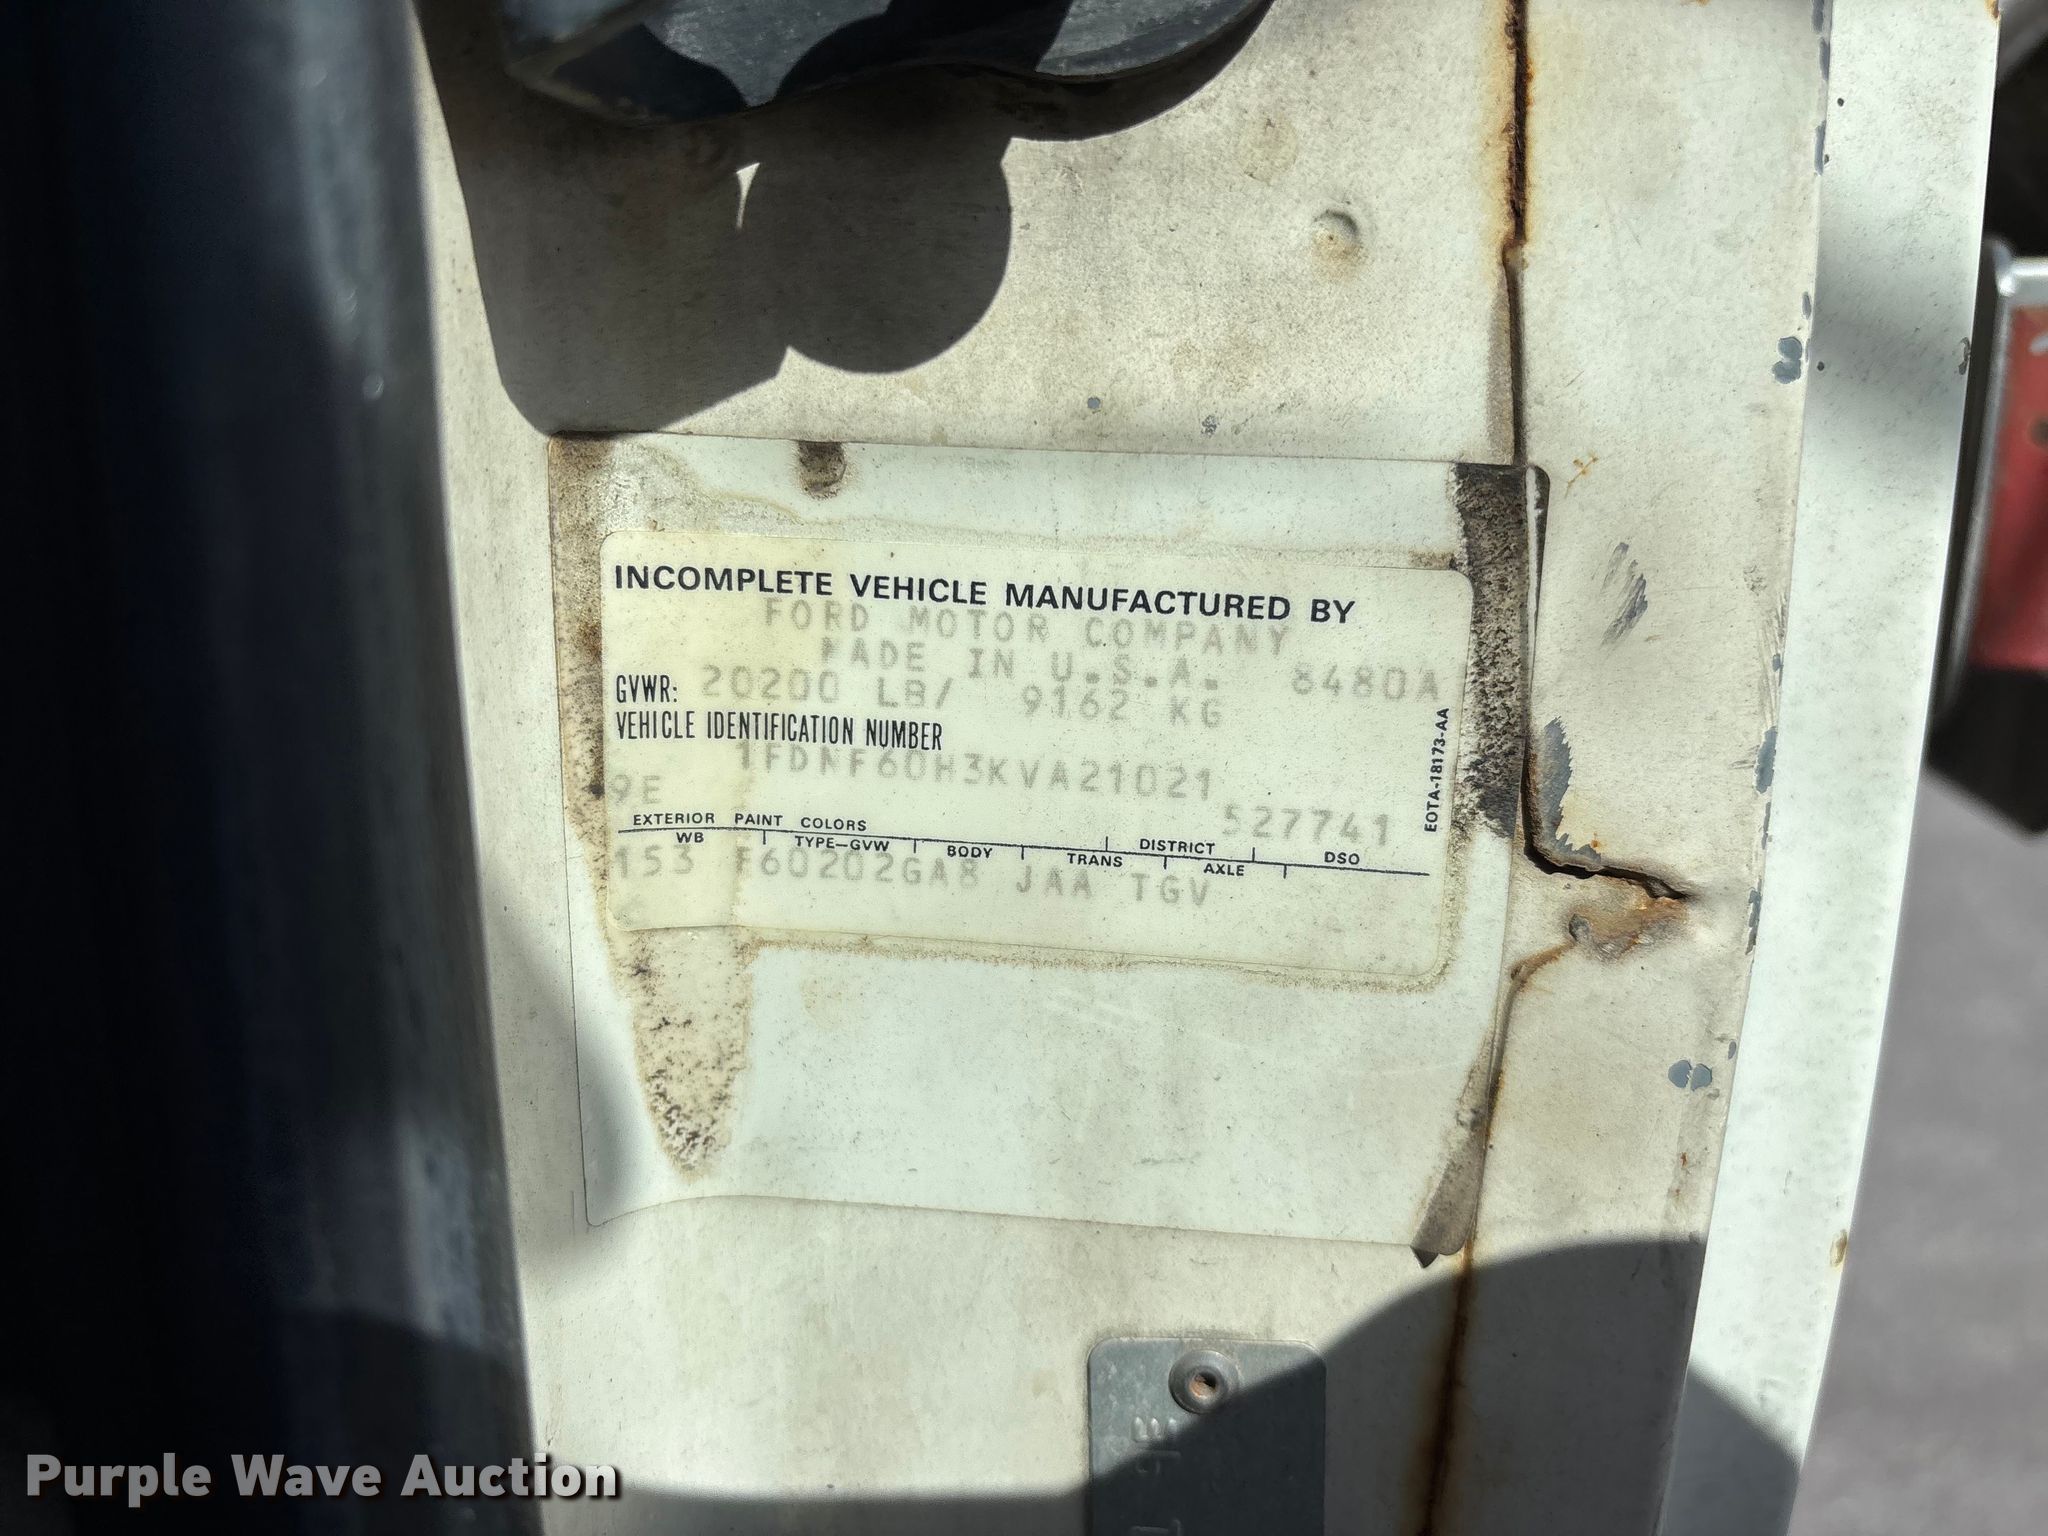 INCOMPLETE VEHICLE MANUFACTURED BY
FORD MOTOR COMPANY
MADE IN U.S.A. 8480A
GVWR: 20200 LB/ 9162 KG
VEHICLE IDENTIFICATION NUMBER
1FDNF60H3KVA21021
9E 527741
EXTERIOR PAINT COLORS DISTRICT DSO
WB TYPE-GVW BODY TRANS AXLE
153 F60202GA8 JAA TGV
EOTA-18173-AA
Purple Wave Auction